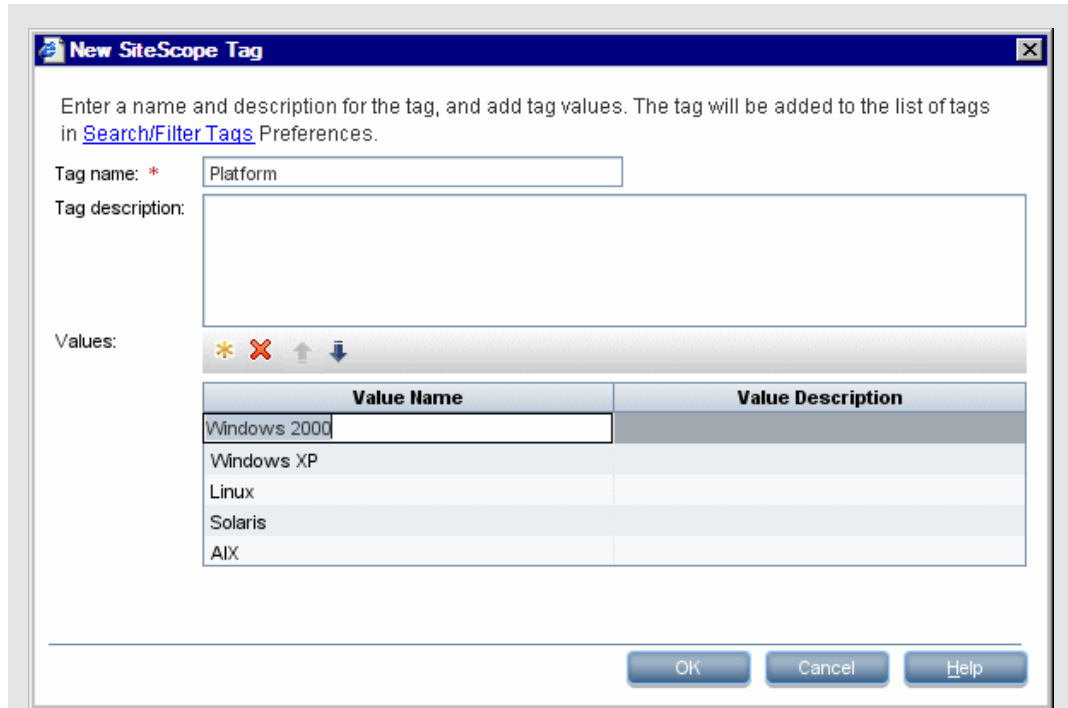 New SiteScope Tag
Enter a name and description for the tag, and add tag values. The tag will be added to the list of tags
in Search/Filter Tags Preferences.
Tag name: * Platform
Tag description:
Values:
Value Name Value Description
Windows 2000
Windows XP
Linux
Solaris
AIX
OK Cancel Help